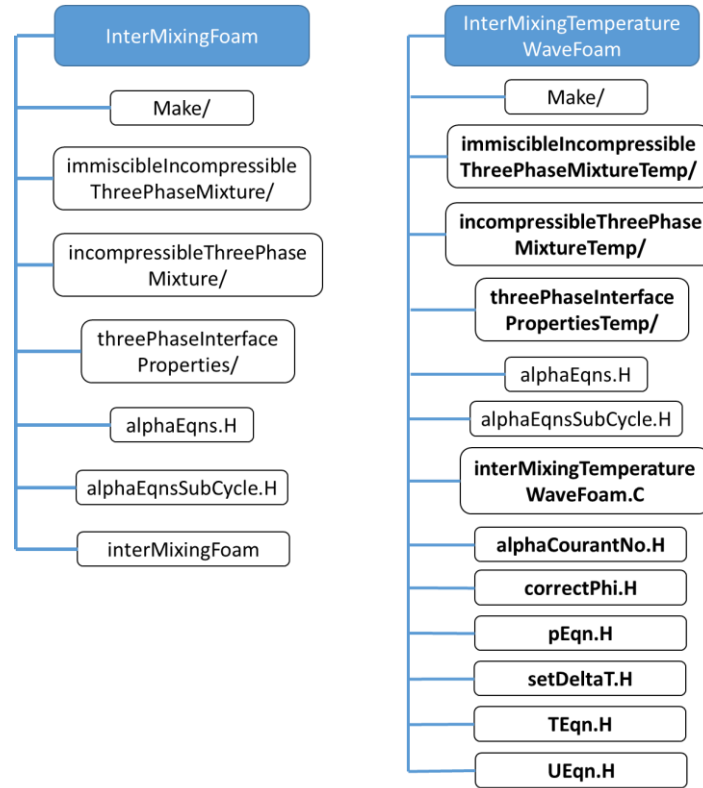 InterMixingFoam
Make/
immiscibleIncompressible
ThreePhaseMixture/
incompressibleThreePhase
Mixture/
threePhaseInterface
Properties/
alphaEqns.H
alphaEqnsSubCycle.H
interMixingFoam
InterMixingTemperature
WaveFoam
Make/
immiscibleIncompressible
ThreePhaseMixtureTemp/
incompressibleThreePhase
MixtureTemp/
threePhaseInterface
PropertiesTemp/
alphaEqns.H
alphaEqnsSubCycle.H
interMixingTemperature
WaveFoam.C
alphaCourantNo.H
correctPhi.H
pEqn.H
setDeltaT.H
TEqn.H
UEqn.H